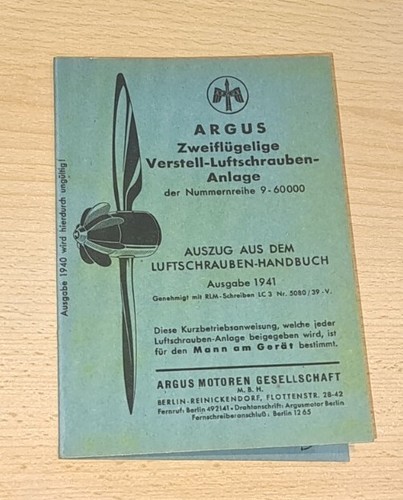 ARGUS
Zweiflügelige
Verstell-Luftschrauben-
Anlage
der Nummernreihe 9-60000
AUSZUG AUS DEM
LUFTSCHRAUBEN-HANDBUCH
Ausgabe 1941
Genehmigt mit RLM-Schreiben LC 3 Nr. 5080/39-V.
Diese Kurzbetriebsanweisung, welche jeder
Luftschrauben-Anlage beigegeben wird, ist
für den Mann am Gerät bestimmt.
ARGUS MOTOREN GESELLSCHAFT
M.B.H.
BERLIN-REINICKENDORF, FLOTTENSTR. 28-42
Fernruf: Berlin 492141 • Drahtanschrift: Argusmotor Berlin
Fernschreiberanschluß: Berlin 1265
Ausgabe 1940 wird hierdurch ungültig!